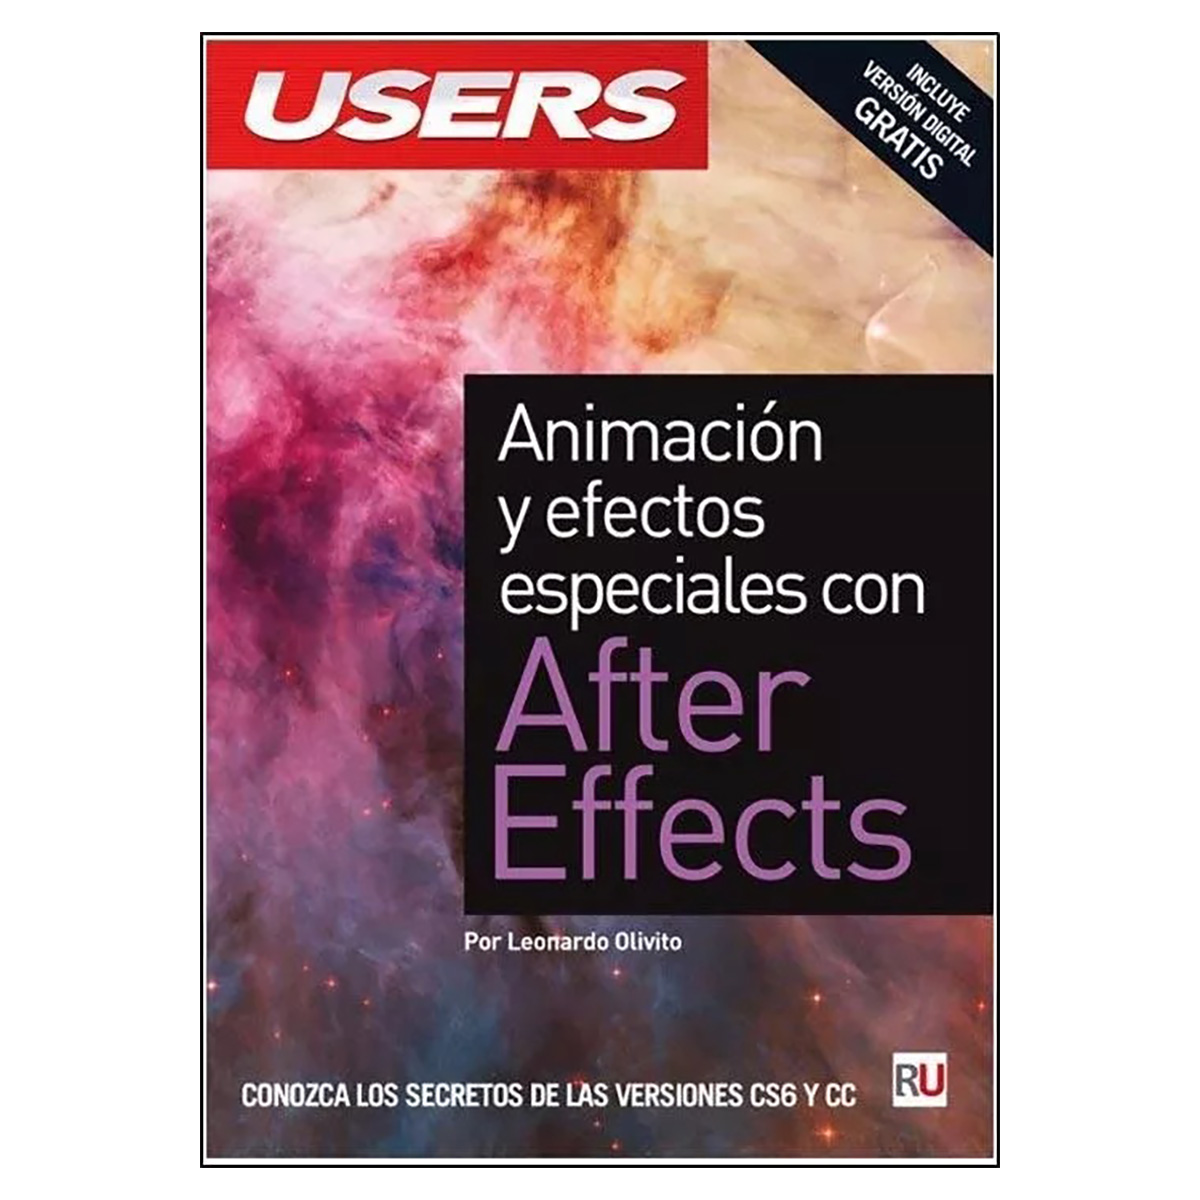 USERS
INCLUYE
VERSIÓN DIGITAL
GRATIS
Animación
y efectos
especiales con
After
Effects
Por Leonardo Olivito
CONOZCA LOS SECRETOS DE LAS VERSIONES CS6 Y CC
RU